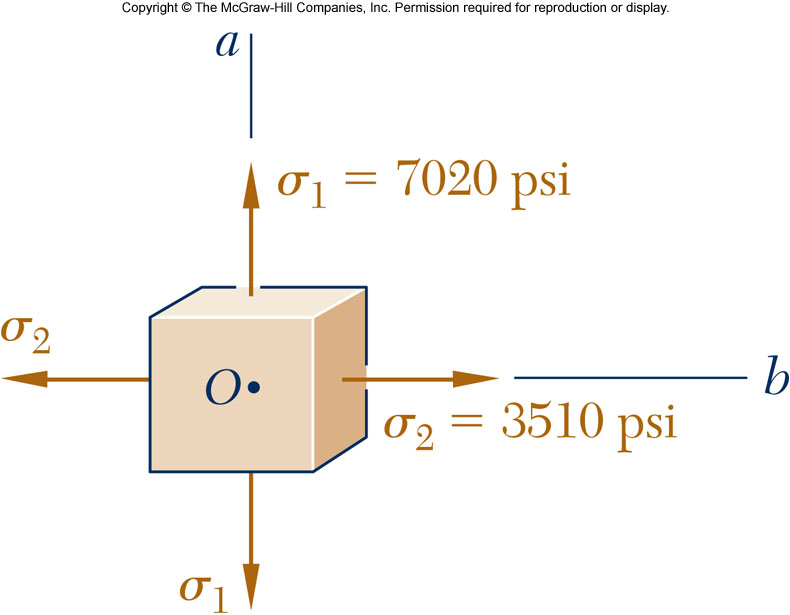 Copyright © The McGraw-Hill Companies, Inc. Permission required for reproduction or display.
a
σ₁ = 7020 psi
σ₂
O
b
σ₂ = 3510 psi
σ₁